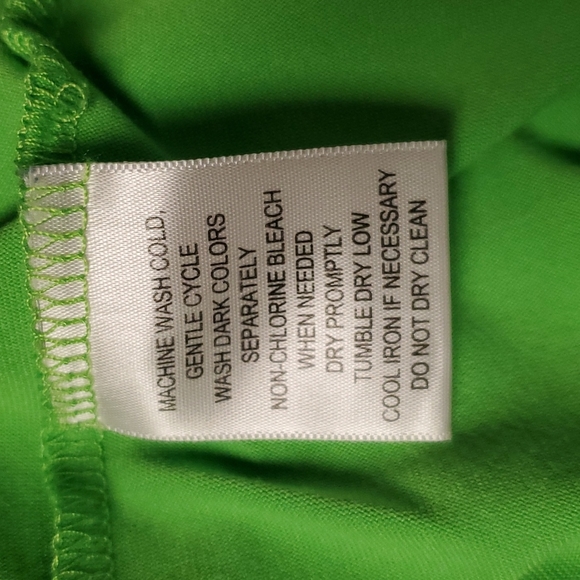 MACHINE WASH COLD,
GENTLE CYCLE
WASH DARK COLORS
SEPARATELY
NON-CHLORINE BLEACH
WHEN NEEDED
DRY PROMPTLY
TUMBLE DRY LOW
COOL IRON IF NECESSARY
DO NOT DRY CLEAN